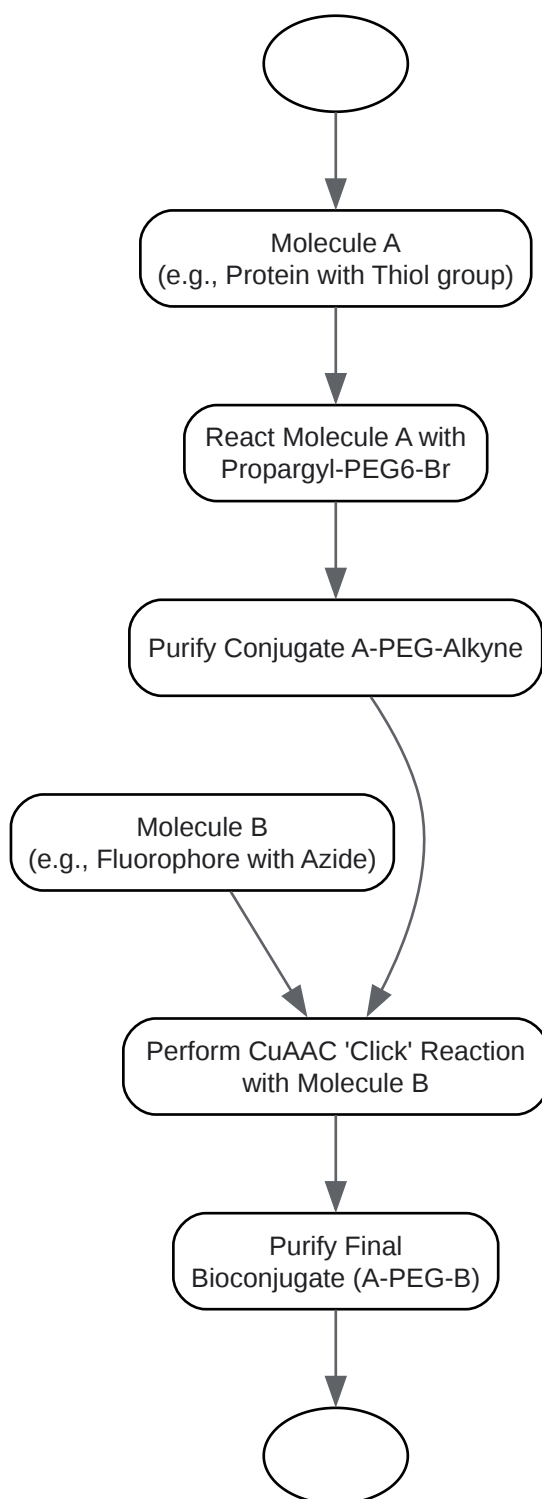 Molecule A
(e.g., Protein with Thiol group)
React Molecule A with
Propargyl-PEG6-Br
Purify Conjugate A-PEG-Alkyne
Molecule B
(e.g., Fluorophore with Azide)
Perform CuAAC 'Click' Reaction
with Molecule B
Purify Final
Bioconjugate (A-PEG-B)